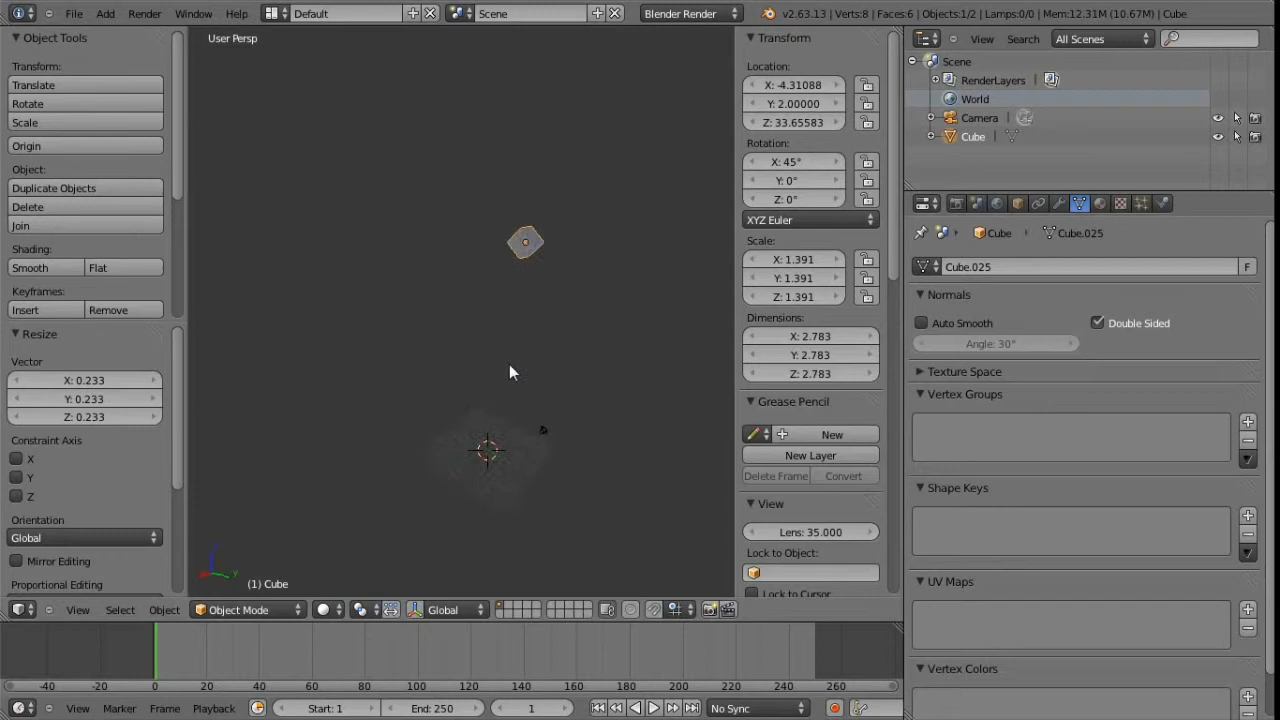 File Add Render Window Help Default Scene Blender Render v2.63.13 | Verts:8 | Faces:6 | Objects:1/2 | Lamps:0/0 | Mem:12.31M (10.67M) | Cube
Object Tools
Transform:
Translate
Rotate
Scale
Origin
Object:
Duplicate Objects
Delete
Join
Shading:
Smooth Flat
Keyframes:
Insert Remove
Resize
Vector
X: 0.233
Y: 0.233
Z: 0.233
Constraint Axis
X
Y
Z
Orientation
Global
Mirror Editing
Proportional Editing
User Persp
(1) Cube
Transform
Location:
X: -4.31088
Y: 2.00000
Z: 33.65583
Rotation:
X: 45°
Y: 0°
Z: 0°
XYZ Euler
Scale:
X: 1.391
Y: 1.391
Z: 1.391
Dimensions:
X: 2.783
Y: 2.783
Z: 2.783
Grease Pencil
New
New Layer
Delete Frame Convert
View
Lens: 35.000
Lock to Object:
Lock to Cursor
View Select Object Object Mode Global
-40 -20 0 20 40 60 80 100 120 140 160 180 200 220 240 260
View Marker Frame Playback Start: 1 End: 250 1 No Sync
View Search All Scenes
Scene
RenderLayers
World
Camera
Cube
Cube Cube.025
Cube.025 F
Normals
Auto Smooth Double Sided
Angle: 30°
Texture Space
Vertex Groups
Shape Keys
UV Maps
Vertex Colors